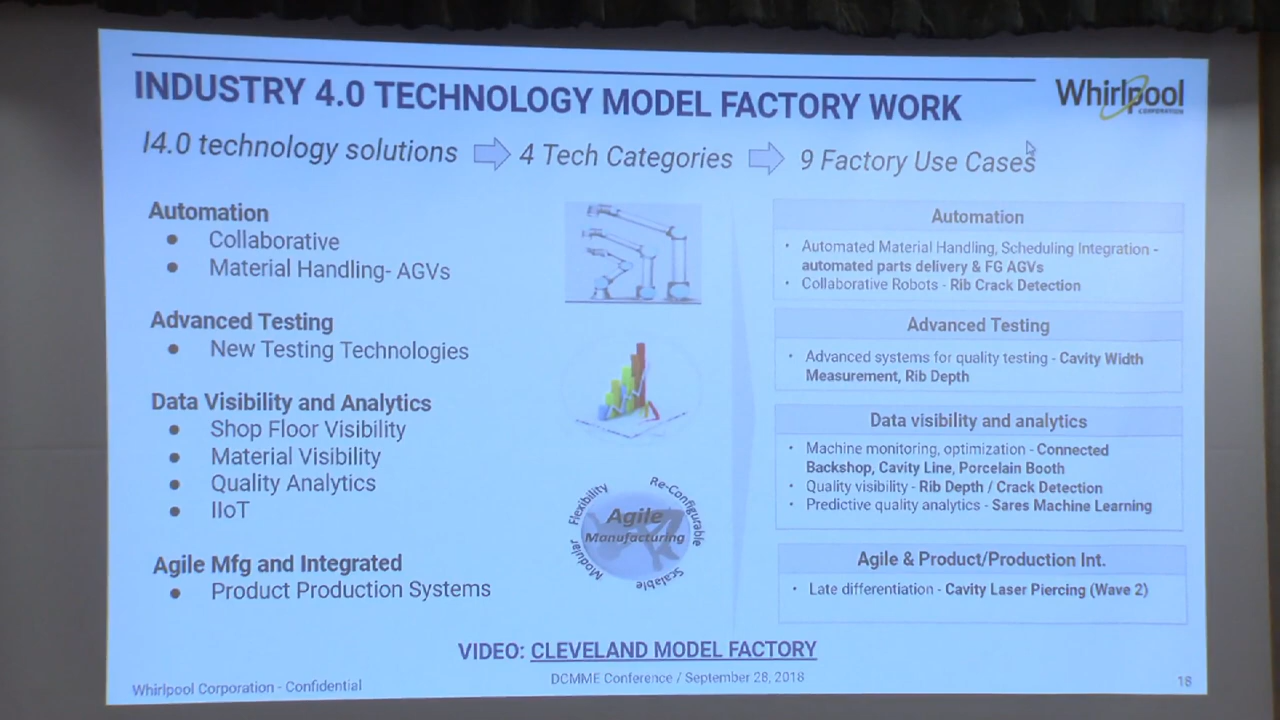 INDUSTRY 4.0 TECHNOLOGY MODEL FACTORY WORK
Whirlpool
CORPORATION
I4.0 technology solutions
4 Tech Categories
9 Factory Use Cases
Automation
Collaborative
Material Handling- AGVs
Advanced Testing
New Testing Technologies
Data Visibility and Analytics
Shop Floor Visibility
Material Visibility
Quality Analytics
IIoT
Agile Mfg and Integrated
Product Production Systems
Flexibility
Re-Configurable
Agile
Manufacturing
Modular
Scalable
Automation
Automated Material Handling, Scheduling Integration -
automated parts delivery & FG AGVs
Collaborative Robots - Rib Crack Detection
Advanced Testing
Advanced systems for quality testing - Cavity Width
Measurement, Rib Depth
Data visibility and analytics
Machine monitoring, optimization - Connected
Backshop, Cavity Line, Porcelain Booth
Quality visibility - Rib Depth / Crack Detection
Predictive quality analytics - Sares Machine Learning
Agile & Product/Production Int.
Late differentiation - Cavity Laser Piercing (Wave 2)
VIDEO: CLEVELAND MODEL FACTORY
Whirlpool Corporation - Confidential
DCMME Conference / September 28, 2018
18